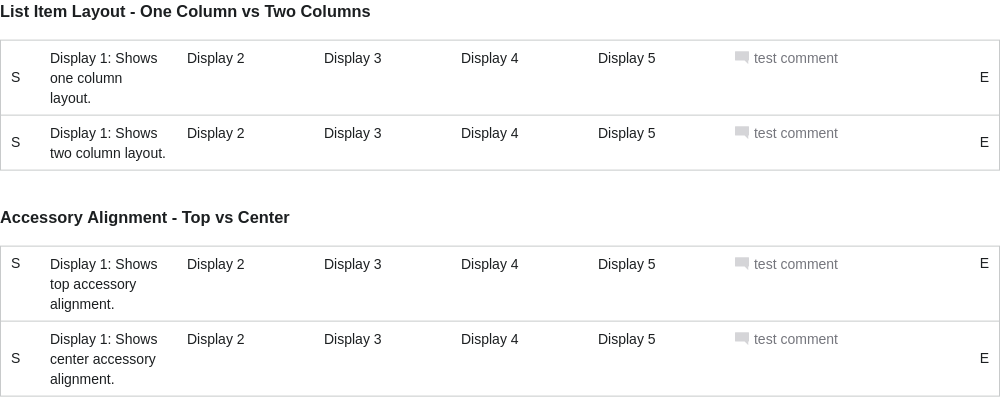 List Item Layout - One Column vs Two Columns
S Display 1: Shows one column layout. Display 2 Display 3 Display 4 Display 5 test comment E
S Display 1: Shows two column layout. Display 2 Display 3 Display 4 Display 5 test comment E
Accessory Alignment - Top vs Center
S Display 1: Shows top accessory alignment. Display 2 Display 3 Display 4 Display 5 test comment E
S Display 1: Shows center accessory alignment. Display 2 Display 3 Display 4 Display 5 test comment E